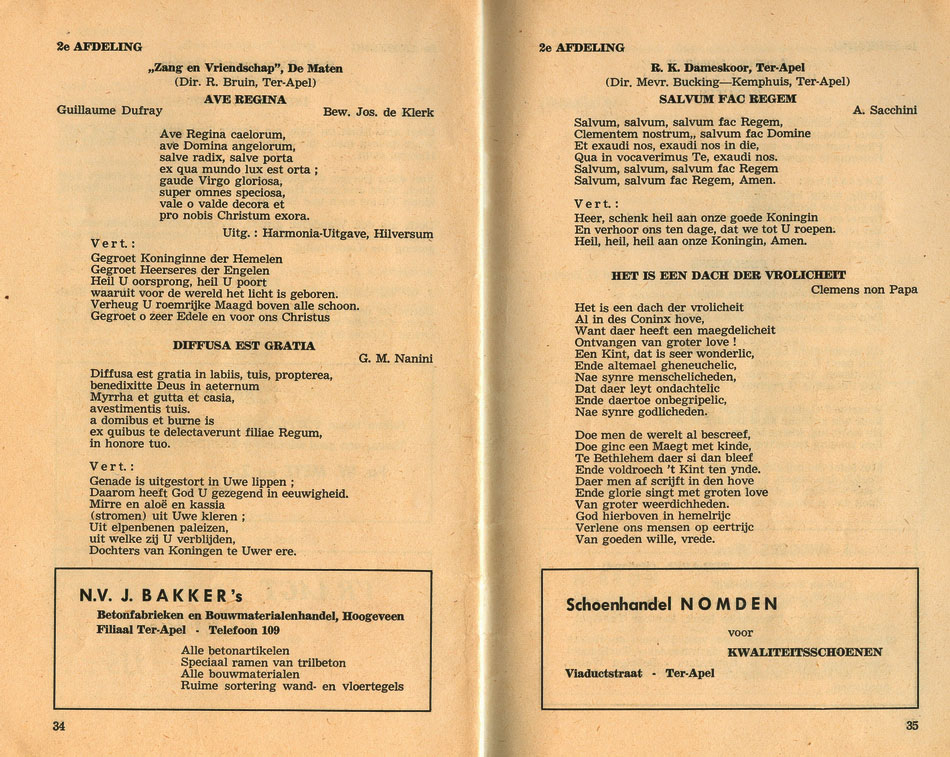 2e AFDELING
„Zang en Vriendschap”, De Maten
(Dir. R. Bruin, Ter-Apel)
AVE REGINA
Guillaume Dufray Bew. Jos. de Klerk
Ave Regina caelorum,
ave Domina angelorum,
salve radix, salve porta
ex qua mundo lux est orta ;
gaude Virgo gloriosa,
super omnes speciosa,
vale o valde decora et
pro nobis Christum exora.
Uitg. : Harmonia-Uitgave, Hilversum
Vert. :
Gegroet Koninginne der Hemelen
Gegroet Heerseres der Engelen
Heil U oorsprong, heil U poort
waaruit voor de wereld het licht is geboren.
Verheug U roemrijke Maagd boven alle schoon.
Gegroet o zeer Edele en voor ons Christus
DIFFUSA EST GRATIA
G. M. Nanini
Diffusa est gratia in labiis, tuis, propterea,
benedixitte Deus in aeternum
Myrrha et gutta et casia,
avestimentis tuis.
a domibus et burne is
ex quibus te delectaverunt filiae Regum,
in honore tuo.
Vert. :
Genade is uitgestort in Uwe lippen ;
Daarom heeft God U gezegend in eeuwigheid.
Mirre en aloë en kassia
(stromen) uit Uwe kleren ;
Uit elpenbenen paleizen,
uit welke zij U verblijden,
Dochters van Koningen te Uwer ere.
N.V. J. BAKKER's
Betonfabrieken en Bouwmaterialenhandel, Hoogeveen
Filiaal Ter-Apel - Telefoon 109
Alle betonartikelen
Speciaal ramen van trilbeton
Alle bouwmaterialen
Ruime sortering wand- en vloertegels
34
2e AFDELING
R. K. Dameskoor, Ter-Apel
(Dir. Mevr. Bucking—Kemphuis, Ter-Apel)
SALVUM FAC REGEM
A. Sacchini
Salvum, salvum, salvum fac Regem,
Clementem nostrum,, salvum fac Domine
Et exaudi nos, exaudi nos in die,
Qua in vocaverimus Te, exaudi nos.
Salvum, salvum, salvum fac Regem
Salvum, salvum fac Regem, Amen.
Vert. :
Heer, schenk heil aan onze goede Koningin
En verhoor ons ten dage, dat we tot U roepen.
Heil, heil, heil aan onze Koningin, Amen.
HET IS EEN DACH DER VROLICHEIT
Clemens non Papa
Het is een dach der vrolicheit
Al in des Coninx hove,
Want daer heeft een maegdelicheit
Ontvangen van groter love !
Een Kint, dat is seer wonderlic,
Ende altemael gheneuchelic,
Nae synre menschelicheden,
Dat daer leyt ondachtelic
Ende daertoe onbegripelic,
Nae synre godlicheden.
Doe men de werelt al bescreef,
Doe ginc een Maegt met kinde,
Te Bethlehem daer si dan bleef
Ende voldroech 't Kint ten ynde.
Daer men af scrijft in den hove
Ende glorie singt met groten love
Van groter weerdichheden.
God hierboven in hemelrijc
Verlene ons mensen op eertrijc
Van goeden wille, vrede.
Schoenhandel NOMDEN
voor
KWALITEITSSCHOENEN
Viaductstraat - Ter-Apel
35